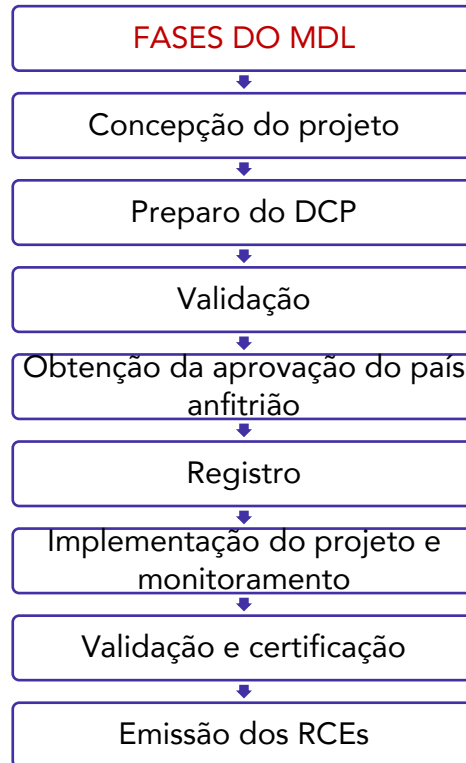 FASES DO MDL
Concepção do projeto
Preparo do DCP
Validação
Obtenção da aprovação do país
anfitrião
Registro
Implementação do projeto e
monitoramento
Validação e certificação
Emissão dos RCEs